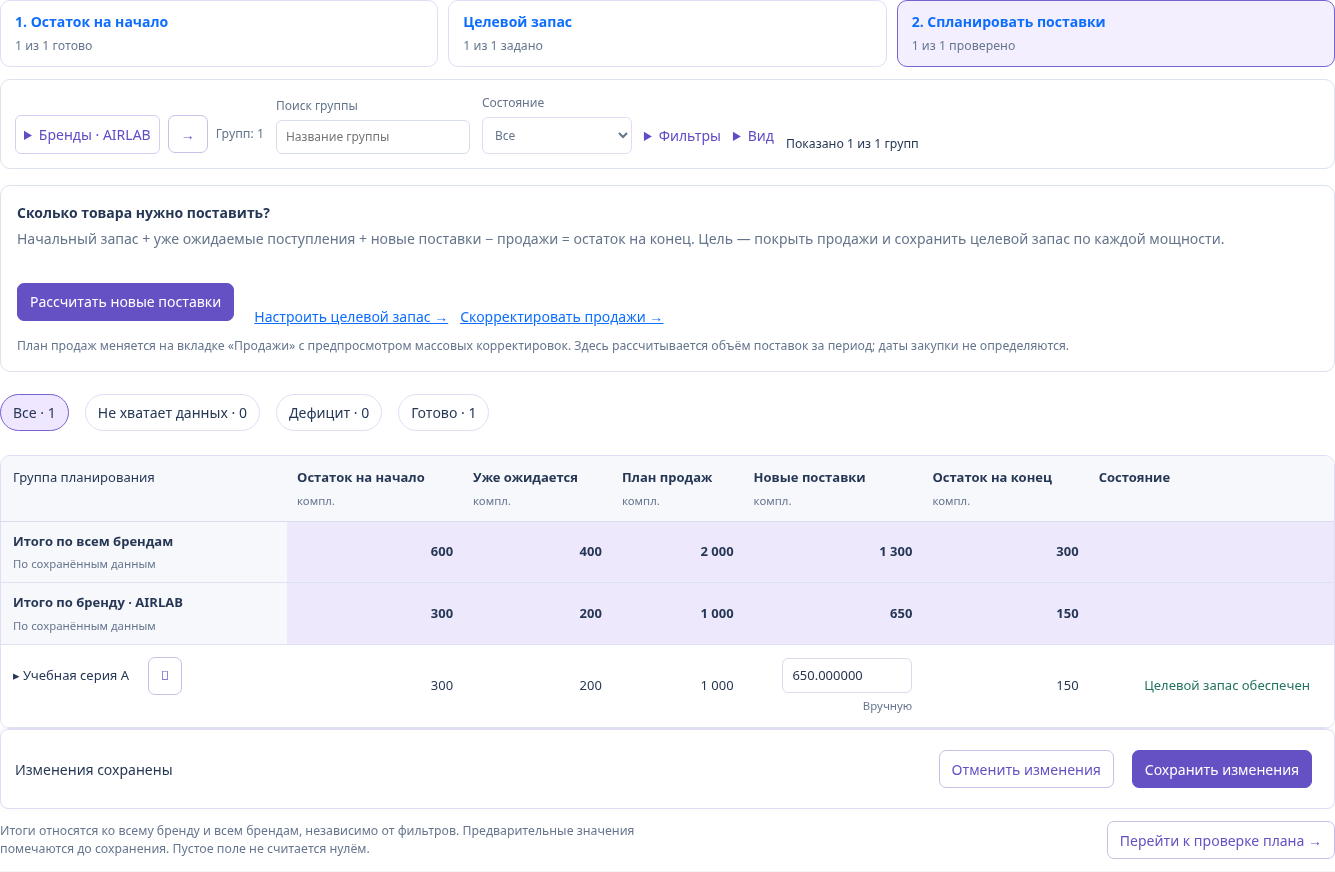 1. Остаток на начало
1 из 1 готово
Целевой запас
1 из 1 задано
2. Спланировать поставки
1 из 1 проверено
▶ Бренды · AIRLAB
→
Групп: 1
Поиск группы
Название группы
Состояние
Все
▶ Фильтры
▶ Вид
Показано 1 из 1 групп
Сколько товара нужно поставить?
Начальный запас + уже ожидаемые поступления + новые поставки − продажи = остаток на конец. Цель — покрыть продажи и сохранить целевой запас по каждой мощности.
Рассчитать новые поставки
Настроить целевой запас →
Скорректировать продажи →
План продаж меняется на вкладке «Продажи» с предпросмотром массовых корректировок. Здесь рассчитывается объём поставок за период; даты закупки не определяются.
Все · 1
Не хватает данных · 0
Дефицит · 0
Готово · 1
Группа планирования
Остаток на начало
компл.
Уже ожидается
компл.
План продаж
компл.
Новые поставки
компл.
Остаток на конец
компл.
Состояние
Итого по всем брендам
По сохранённым данным
600
400
2 000
1 300
300
Итого по бренду · AIRLAB
По сохранённым данным
300
200
1 000
650
150
▸ Учебная серия А
300
200
1 000
650.000000
Вручную
150
Целевой запас обеспечен
Изменения сохранены
Отменить изменения
Сохранить изменения
Итоги относятся ко всему бренду и всем брендам, независимо от фильтров. Предварительные значения
помечаются до сохранения. Пустое поле не считается нулём.
Перейти к проверке плана →